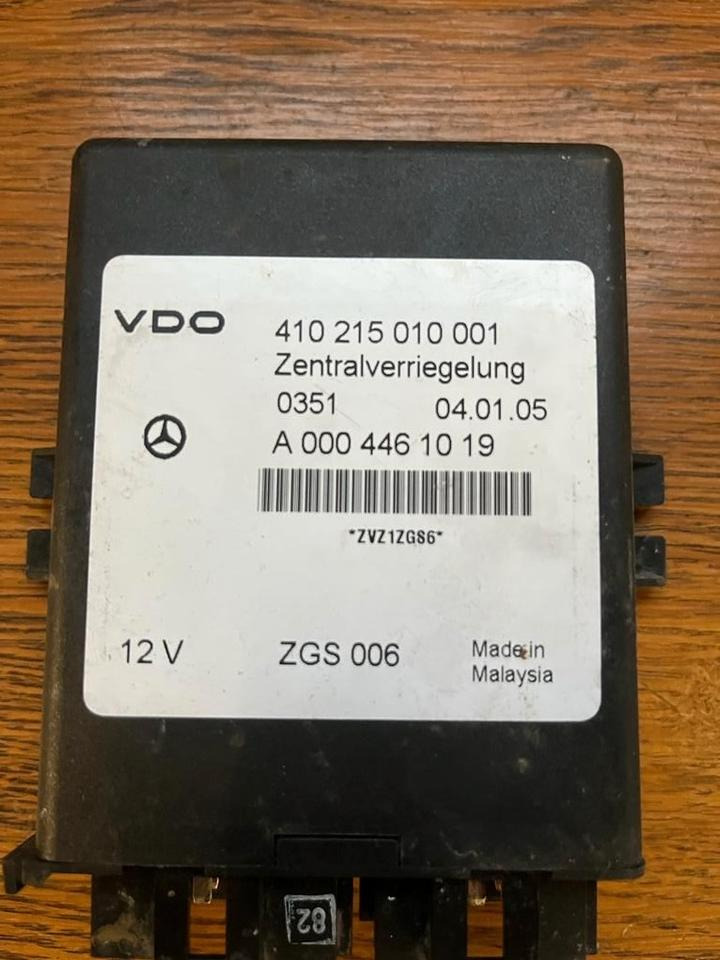 VDO
410 215 010 001
Zentralverriegelung
0351 04.01.05
A 000 446 10 19
*ZVZ1ZGS6*
12 V ZGS 006 Made in
Malaysia
82